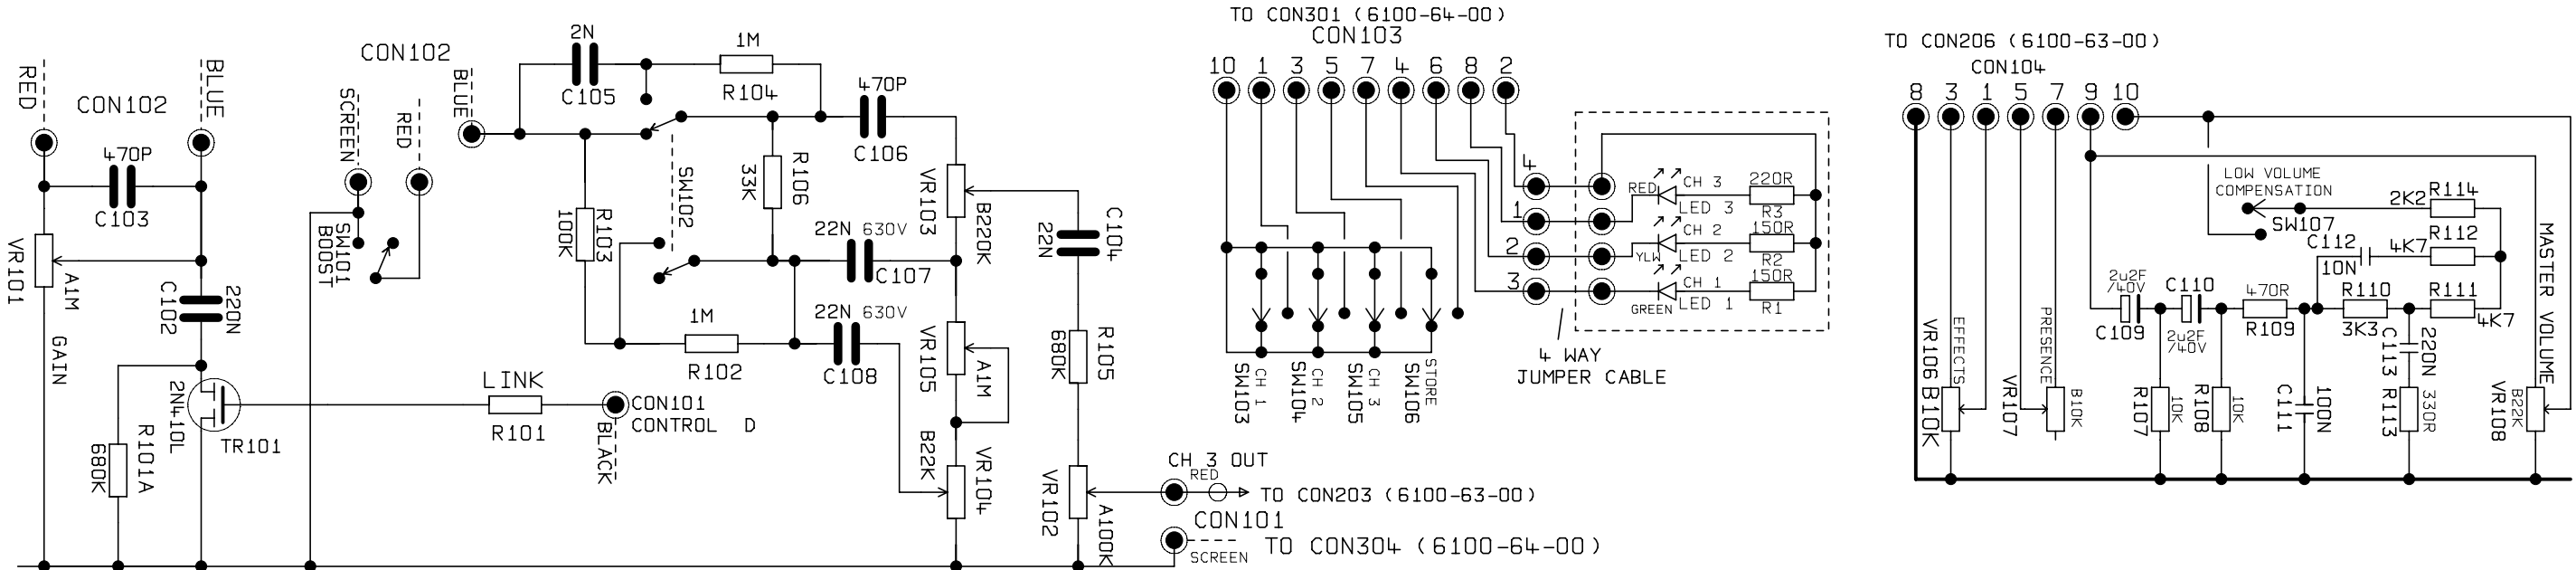 RED
CON102
BLUE
470P
C103
VR101
A1M
GAIN
C102
220N
2N410L
TR101
R101A
680K
LINK
R101
CON101
CONTROL D
BLACK
CON102
SCREEN
RED
SW101
BOOST
BLUE
2N
C105
1M
R104
470P
C106
R103
100K
SW102
R106
33K
22N 630V
C107
1M
R102
22N 630V
C108
VR103
B220K
VR105
A1M
B22K
VR104
C104
22N
R105
680K
VR102
A100K
CH 3 OUT
RED
TO CON203 (6100-63-00)
CON101
SCREEN
TO CON304 (6100-64-00)
TO CON301 (6100-64-00)
CON103
10 1 3 5 7 4 6 8 2
4
1
2
3
RED
CH 3
LED 3
220R
R3
YLW
CH 2
LED 2
150R
R2
GREEN
CH 1
LED 1
150R
R1
4 WAY
JUMPER CABLE
SW103
CH 1
SW104
CH 2
SW105
CH 3
SW106
STORE
TO CON206 (6100-63-00)
CON104
8 3 1 5 7 9 10
LOW VOLUME
COMPENSATION
SW107
2K2
R114
C112
10N
4K7
R112
2u2F
/40V
C109
C110
2u2F
/40V
470R
R109
R110
3K3
R111
4K7
VR106
B10K
EFFECTS
VR107
PRESENCE
B10K
R107
10K
R108
10K
C111
100N
C113
220N
R113
330R
MASTER VOLUME
VR108
B22K